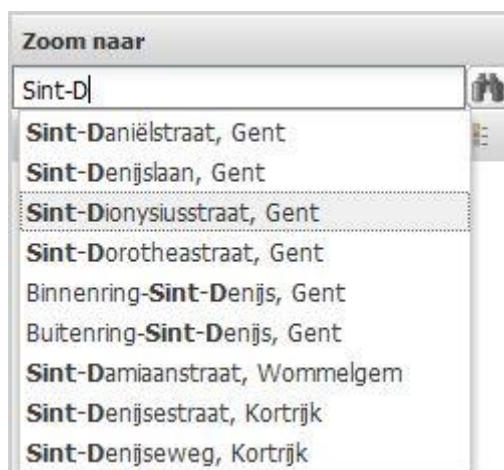 Zoom naar
Sint-D
Sint-Daniëlstraat, Gent
Sint-Denijslaan, Gent
Sint-Dionysiusstraat, Gent
Sint-Dorotheastraat, Gent
Binnenring-Sint-Denijs, Gent
Buitenring-Sint-Denijs, Gent
Sint-Damiaanstraat, Wommelgem
Sint-Denijsestraat, Kortrijk
Sint-Denijseweg, Kortrijk